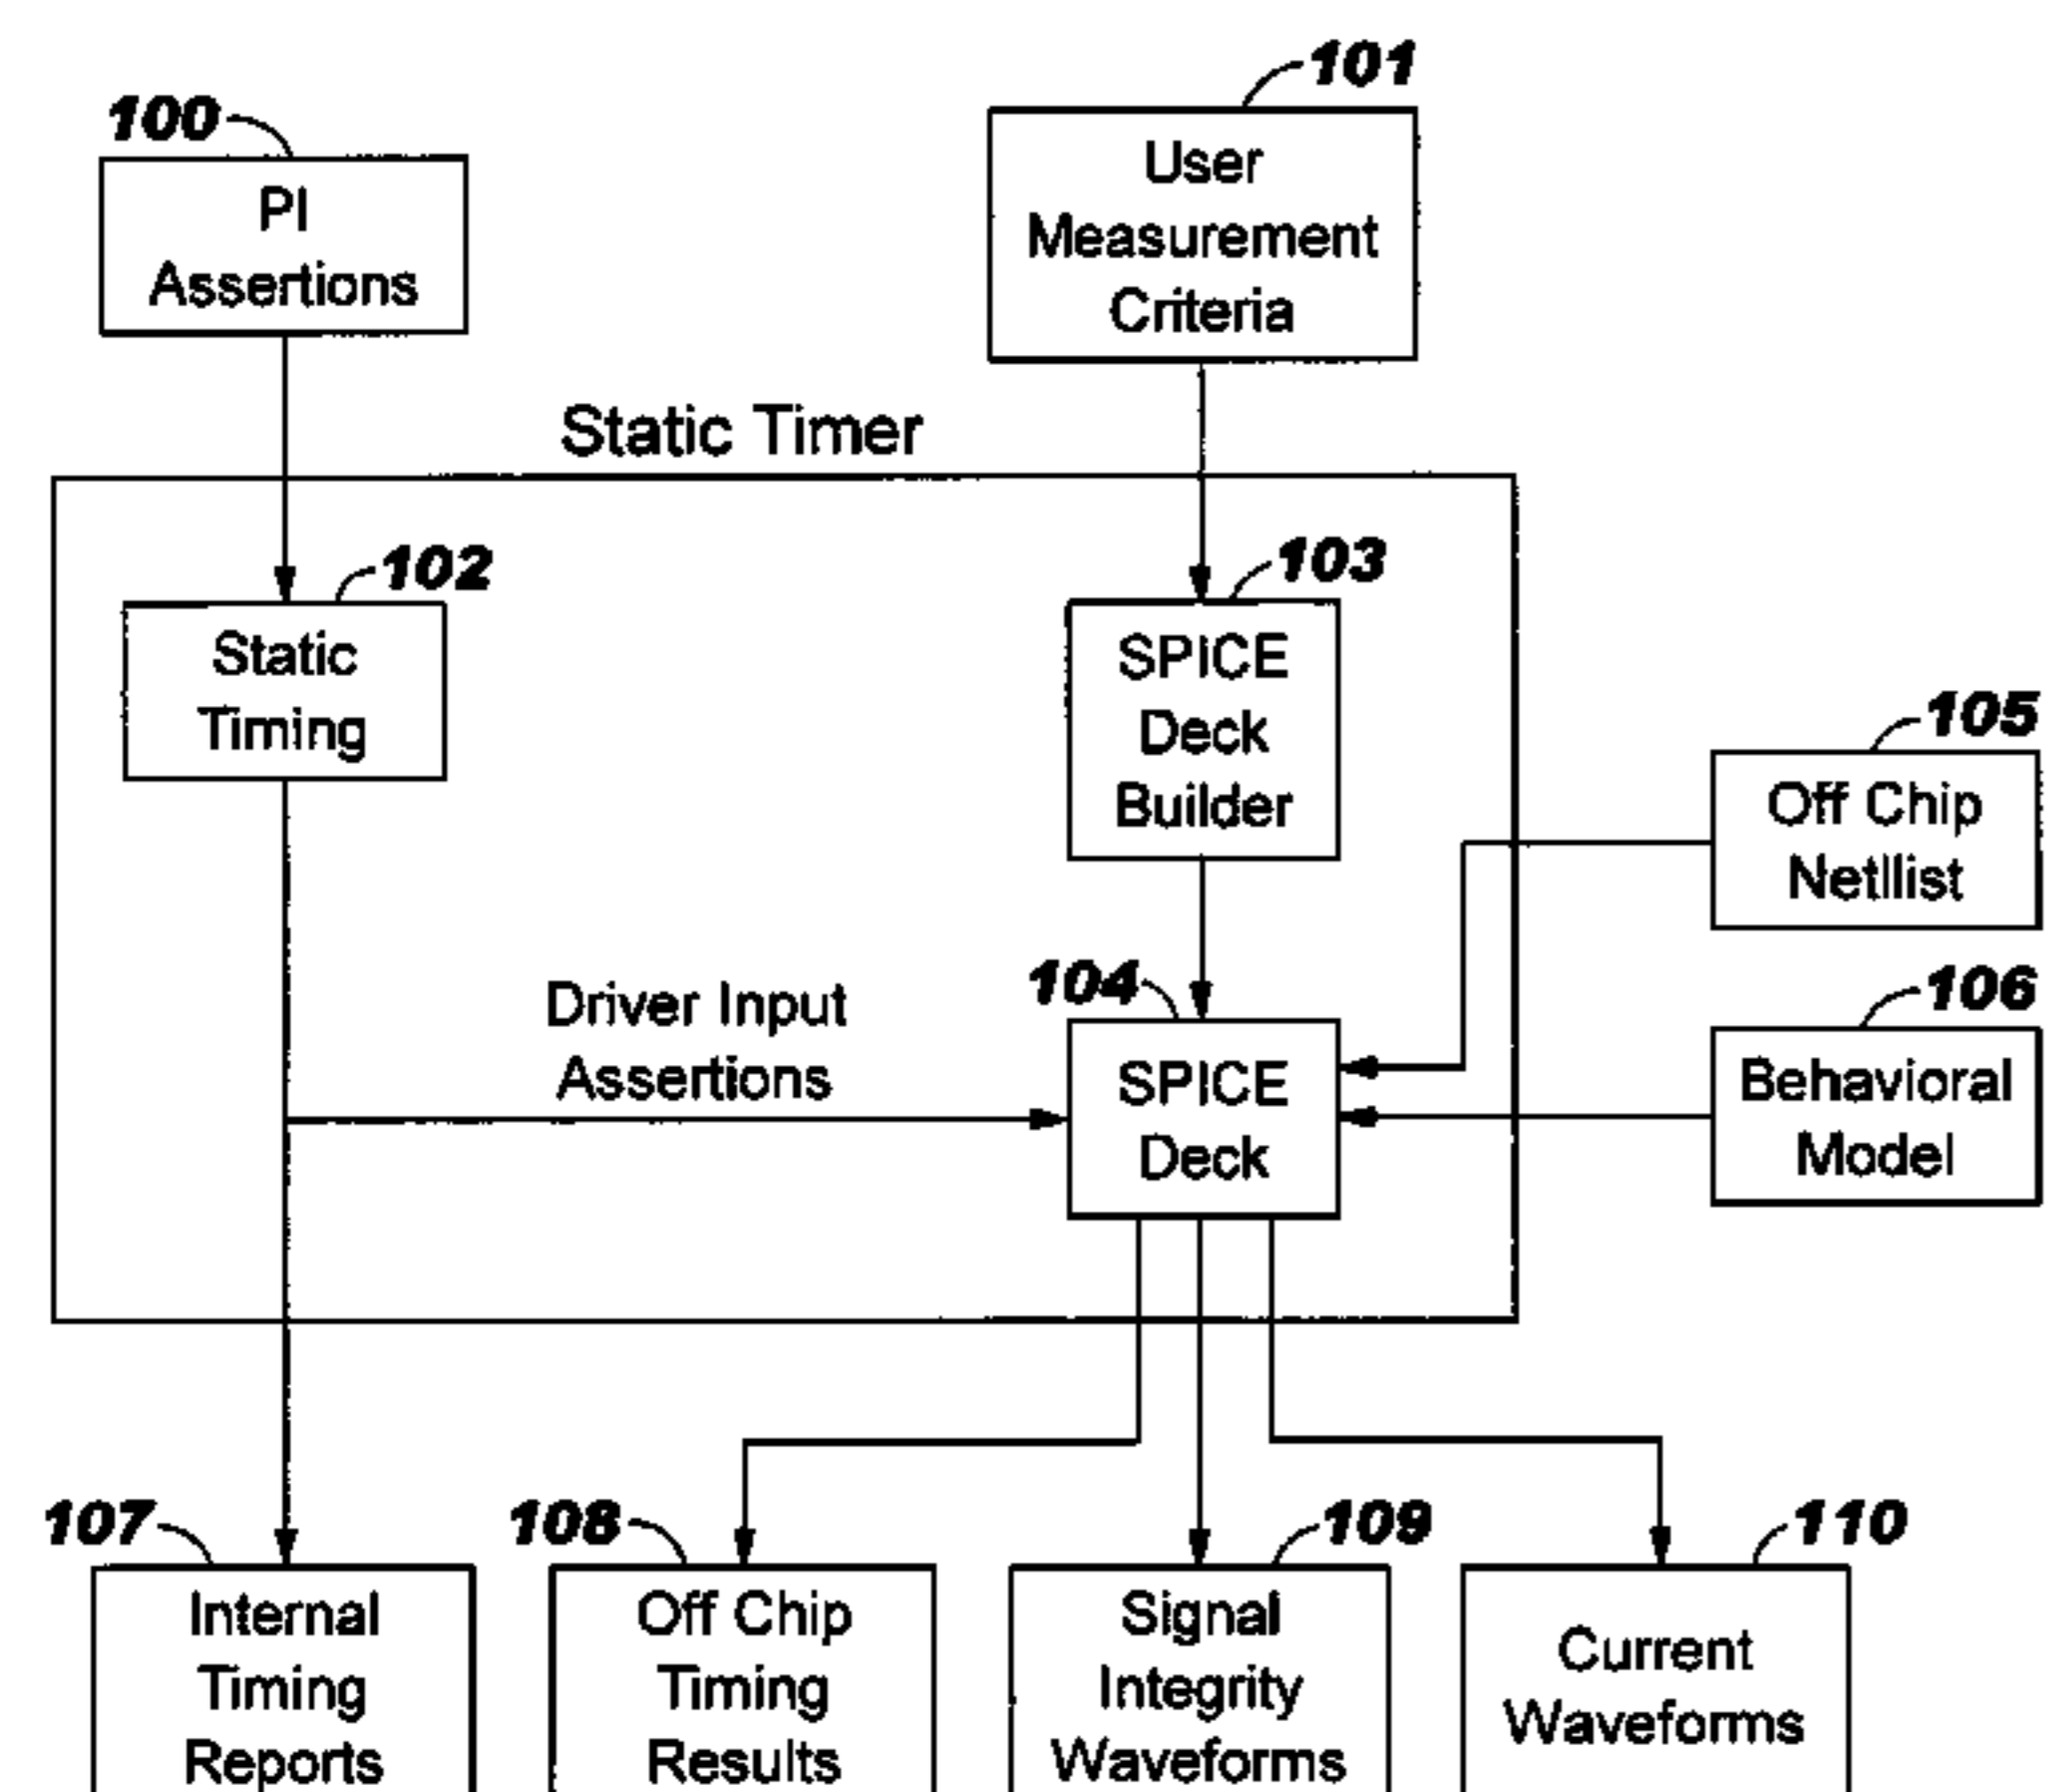 101
100
User
Measurement
Criteria
PI
Assertions
Static Timer
102
103
Static
Timing
SPICE
Deck
Builder
105
Off Chip
Netllist
Driver Input
Assertions
104
SPICE
Deck
106
Behavioral
Model
107
Internal
Timing
Reports
108
Off Chip
Timing
Results
109
Signal
Integrity
Waveforms
110
Current
Waveforms